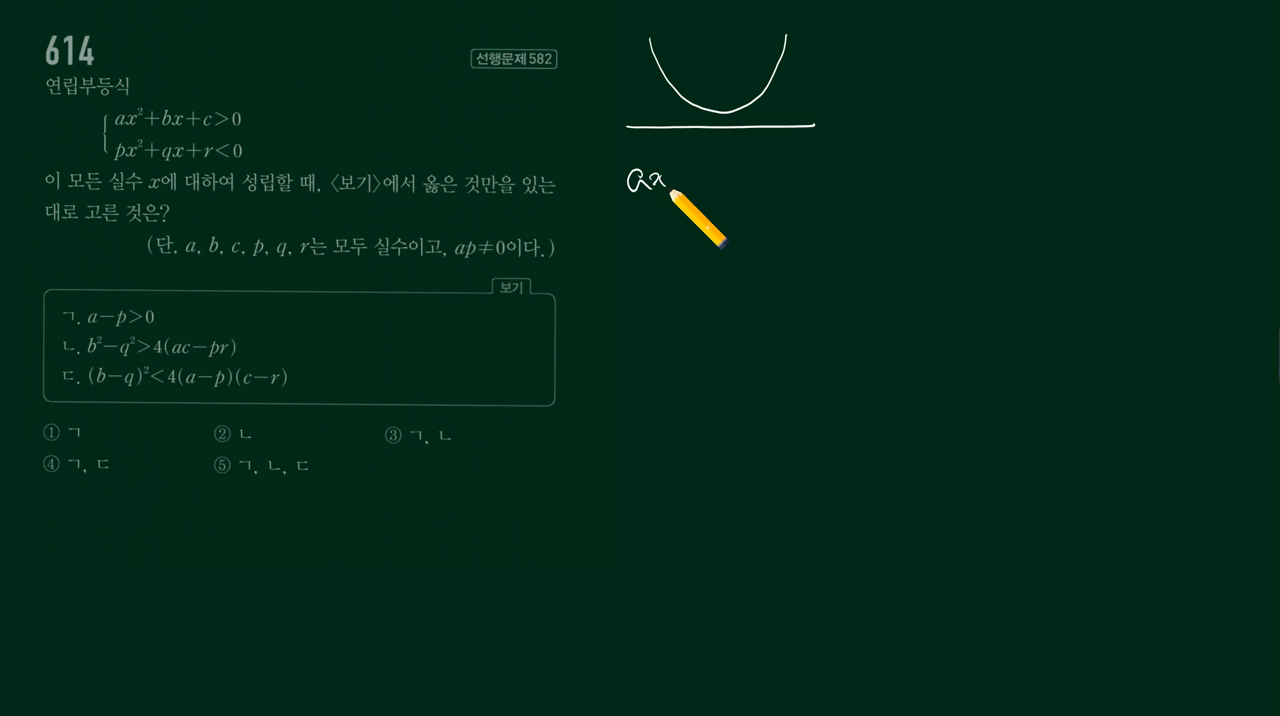 614
선행문제 582
연립부등식
ax²+bx+c>0
px²+qx+r<0
이 모든 실수 x에 대하여 성립할 때, 〈보기〉에서 옳은 것만을 있는
대로 고른 것은?
(단, a, b, c, p, q, r는 모두 실수이고, ap≠0이다.)
보기
ㄱ. a−p>0
ㄴ. b²−q²>4(ac−pr)
ㄷ. (b−q)²<4(a−p)(c−r)
① ㄱ ② ㄴ ③ ㄱ, ㄴ
④ ㄱ, ㄷ ⑤ ㄱ, ㄴ, ㄷ
ax